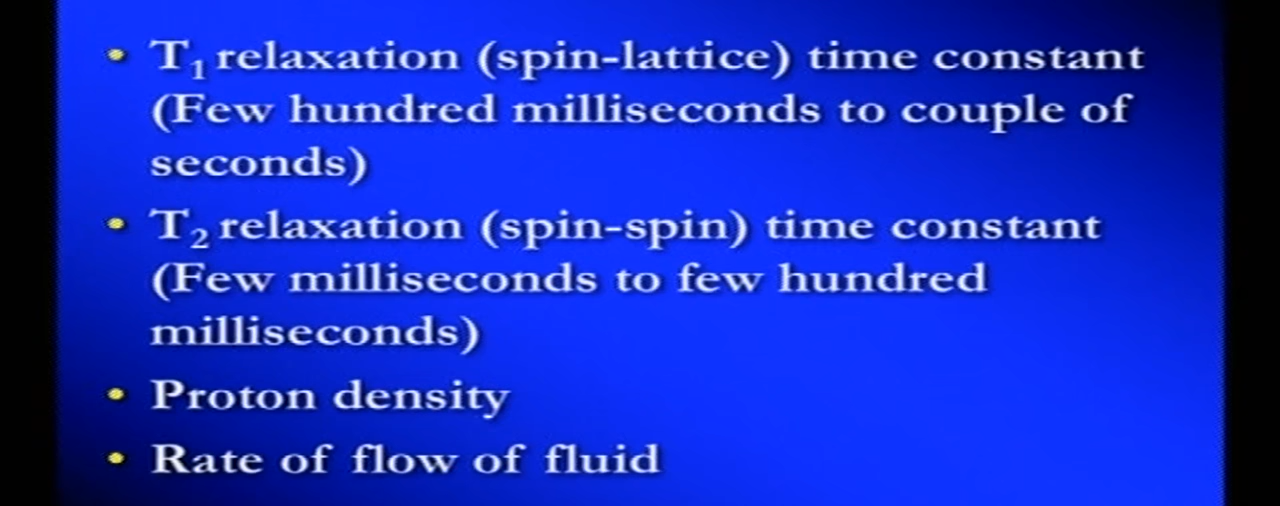 • T₁ relaxation (spin-lattice) time constant
(Few hundred milliseconds to couple of
seconds)
• T₂ relaxation (spin-spin) time constant
(Few milliseconds to few hundred
milliseconds)
• Proton density
• Rate of flow of fluid